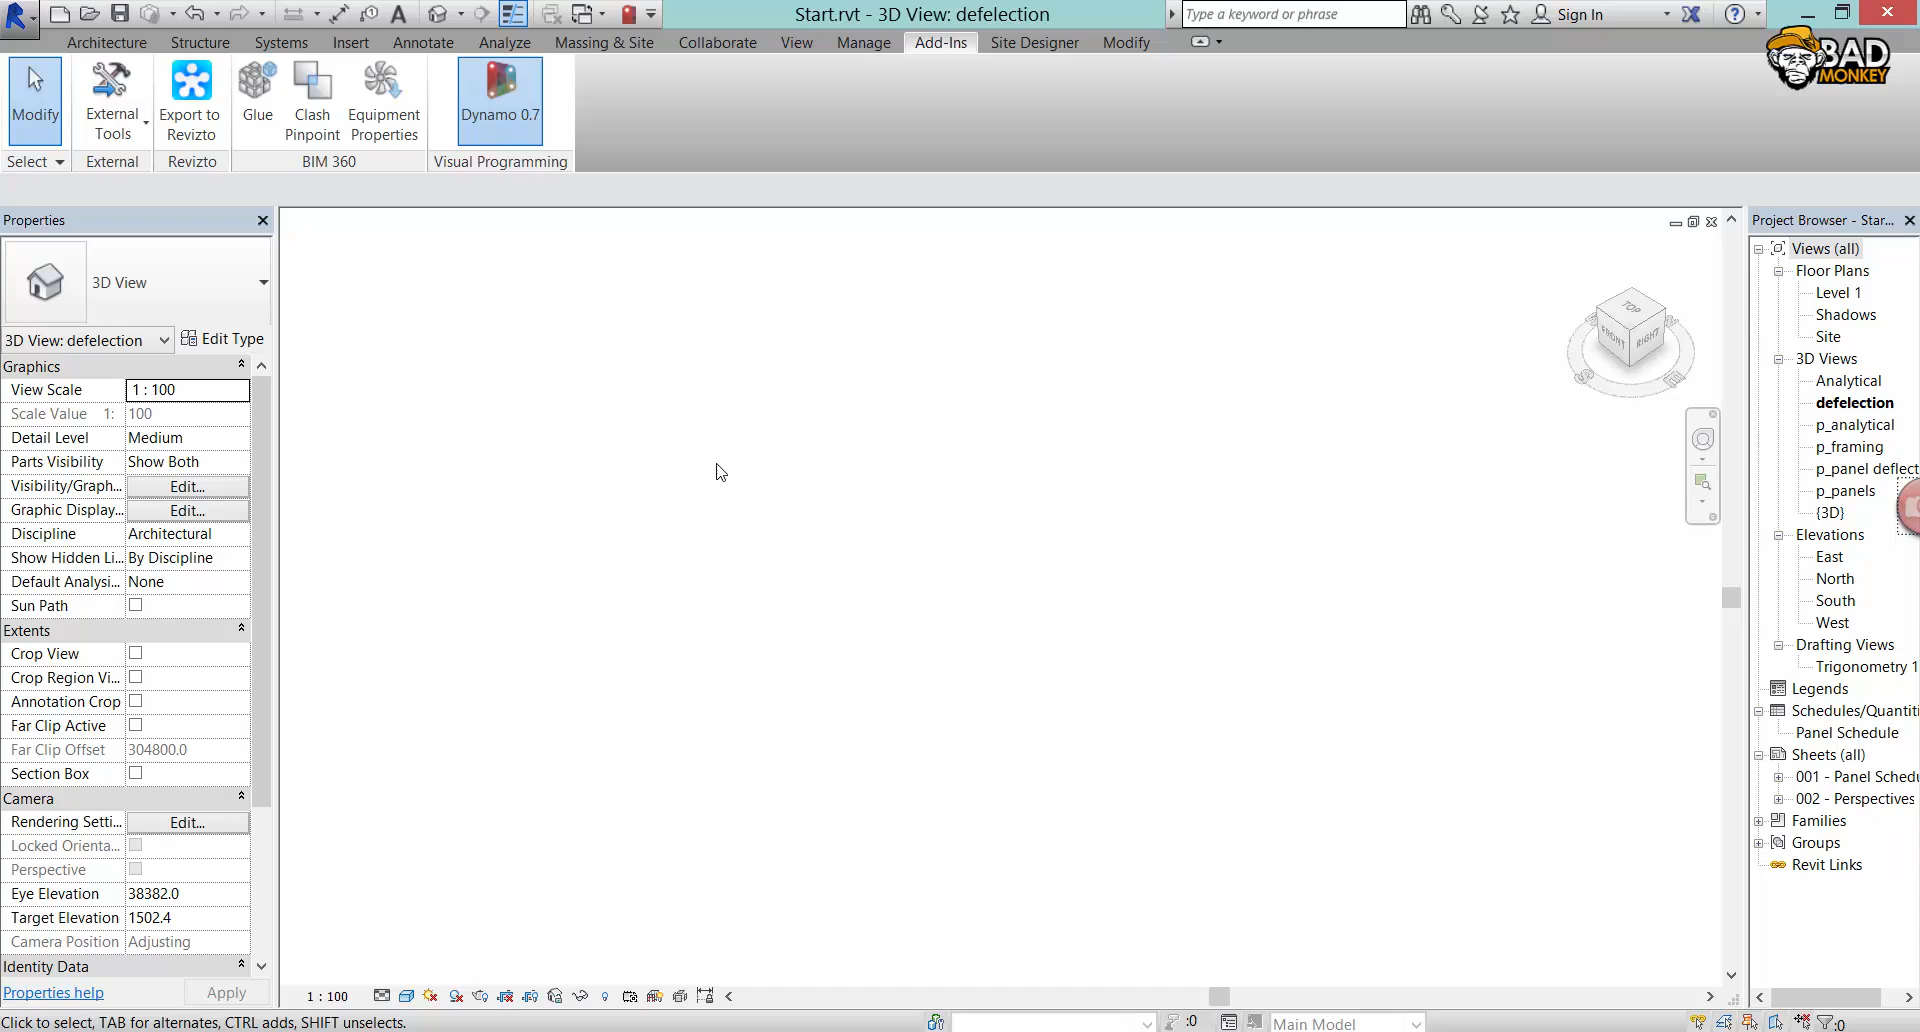 Start.rvt - 3D View: defelection
Type a keyword or phrase
Sign In
Architecture Structure Systems Insert Annotate Analyze Massing & Site Collaborate View Manage Add-Ins Site Designer Modify
BAD
MONKEY
Modify
External
Tools
Export to
Revizto
Glue
Clash
Pinpoint
Equipment
Properties
Dynamo 0.7
Select External Revizto BIM 360 Visual Programming
Properties
3D View
3D View: defelection Edit Type
Graphics
View Scale 1 : 100
Scale Value 1: 100
Detail Level Medium
Parts Visibility Show Both
Visibility/Graph... Edit...
Graphic Display... Edit...
Discipline Architectural
Show Hidden Li... By Discipline
Default Analysi... None
Sun Path
Extents
Crop View
Crop Region Vi...
Annotation Crop
Far Clip Active
Far Clip Offset 304800.0
Section Box
Camera
Rendering Setti... Edit...
Locked Orienta...
Perspective
Eye Elevation 38382.0
Target Elevation 1502.4
Camera Position Adjusting
Identity Data
Properties help Apply
TOP
FRONT RIGHT
S E
1 : 100
Project Browser - Star...
Views (all)
Floor Plans
Level 1
Shadows
Site
3D Views
Analytical
defelection
p_analytical
p_framing
p_panel deflect
p_panels
{3D}
Elevations
East
North
South
West
Drafting Views
Trigonometry 1
Legends
Schedules/Quantiti
Panel Schedule
Sheets (all)
001 - Panel Schedu
002 - Perspectives
Families
Groups
Revit Links
Click to select, TAB for alternates, CTRL adds, SHIFT unselects.
:0
Main Model
:0